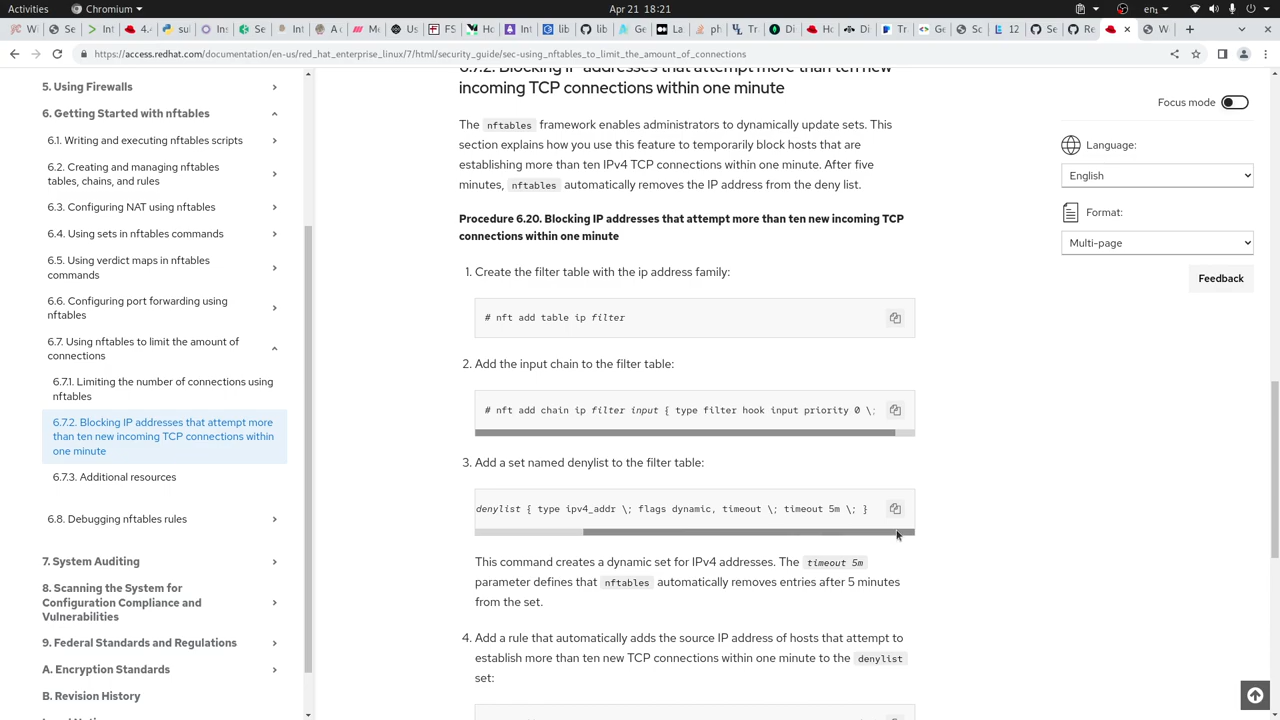 Activities
Chromium
Apr 21 18:21
en
https://access.redhat.com/documentation/en-us/red_hat_enterprise_linux/7/html/security_guide/sec-using_nftables_to_limit_the_amount_of_connections
5. Using Firewalls
6. Getting Started with nftables
6.1. Writing and executing nftables scripts
6.2. Creating and managing nftables
tables, chains, and rules
6.3. Configuring NAT using nftables
6.4. Using sets in nftables commands
6.5. Using verdict maps in nftables
commands
6.6. Configuring port forwarding using
nftables
6.7. Using nftables to limit the amount of
connections
6.7.1. Limiting the number of connections using
nftables
6.7.2. Blocking IP addresses that attempt more
than ten new incoming TCP connections within
one minute
6.7.3. Additional resources
6.8. Debugging nftables rules
7. System Auditing
8. Scanning the System for
Configuration Compliance and
Vulnerabilities
9. Federal Standards and Regulations
A. Encryption Standards
B. Revision History
6.7.2. Blocking IP addresses that attempt more than ten new
incoming TCP connections within one minute
The nftables framework enables administrators to dynamically update sets. This
section explains how you use this feature to temporarily block hosts that are
establishing more than ten IPv4 TCP connections within one minute. After five
minutes, nftables automatically removes the IP address from the deny list.
Procedure 6.20. Blocking IP addresses that attempt more than ten new incoming TCP
connections within one minute
1. Create the filter table with the ip address family:
# nft add table ip filter
2. Add the input chain to the filter table:
# nft add chain ip filter input { type filter hook input priority 0 \;
3. Add a set named denylist to the filter table:
denylist { type ipv4_addr \; flags dynamic, timeout \; timeout 5m \; }
This command creates a dynamic set for IPv4 addresses. The timeout 5m
parameter defines that nftables automatically removes entries after 5 minutes
from the set.
4. Add a rule that automatically adds the source IP address of hosts that attempt to
establish more than ten new TCP connections within one minute to the denylist
set:
Focus mode
Language:
English
Format:
Multi-page
Feedback